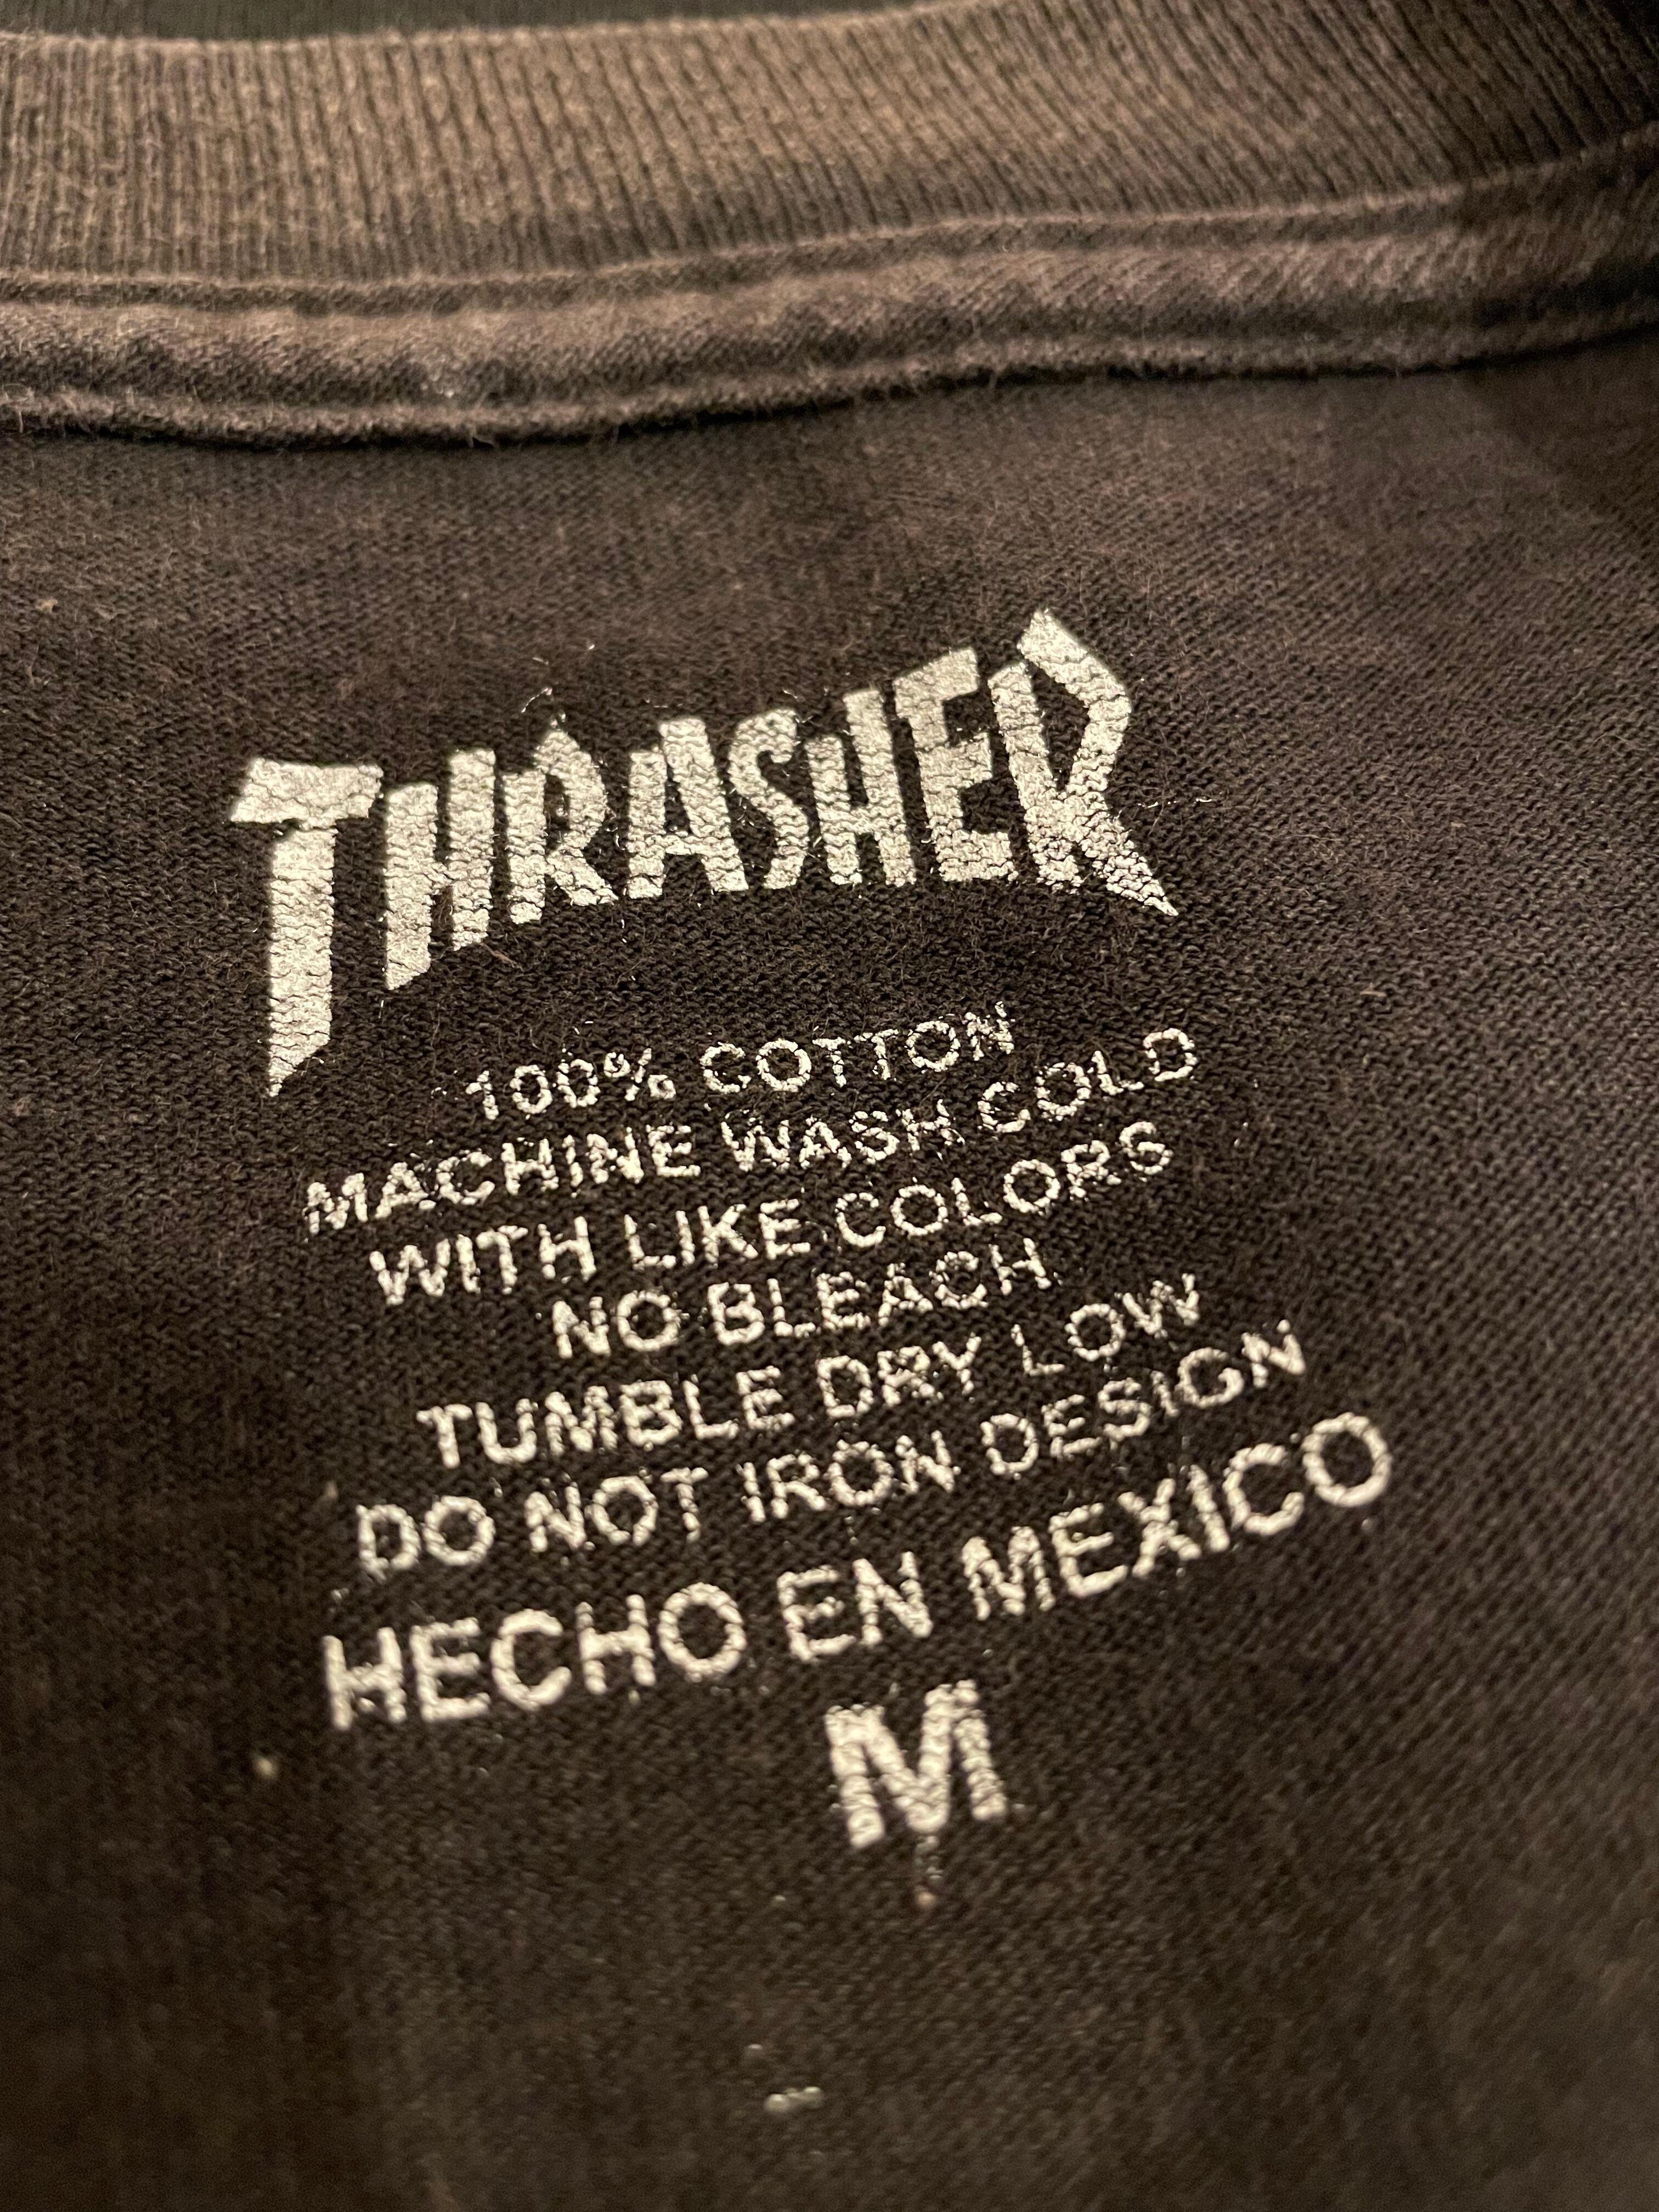 THRASHER
100% COTTON
MACHINE WASH COLD
WITH LIKE COLORS
NO BLEACH
TUMBLE DRY LOW
DO NOT IRON DESIGN
HECHO EN MEXICO
M